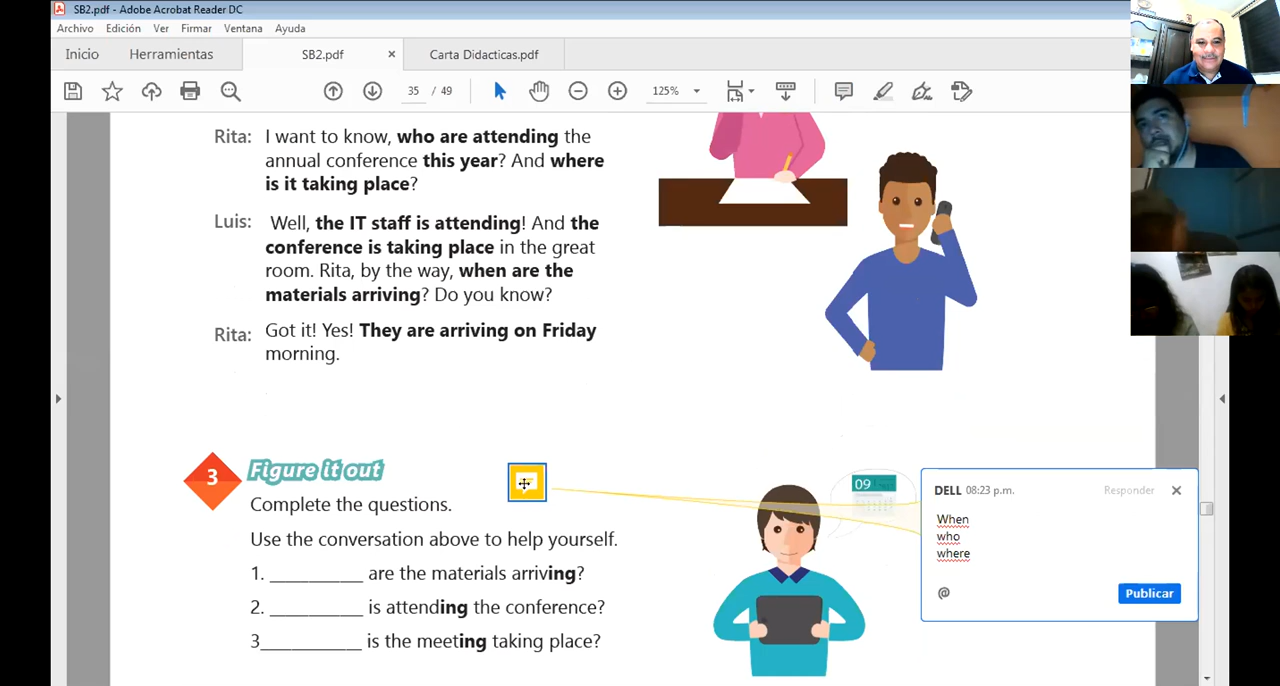 SB2.pdf - Adobe Acrobat Reader DC
Archivo Edición Ver Firmar Ventana Ayuda
Inicio Herramientas SB2.pdf × Carta Didacticas.pdf
35 / 49 125%
Rita: I want to know, who are attending the
annual conference this year? And where
is it taking place?
Luis: Well, the IT staff is attending! And the
conference is taking place in the great
room. Rita, by the way, when are the
materials arriving? Do you know?
Rita: Got it! Yes! They are arriving on Friday
morning.
3 Figure it out
09
Complete the questions.
Use the conversation above to help yourself.
1. _________ are the materials arriving?
2. _________ is attending the conference?
3__________ is the meeting taking place?
DELL 08:23 p.m. Responder ×
When
who
where
@ Publicar